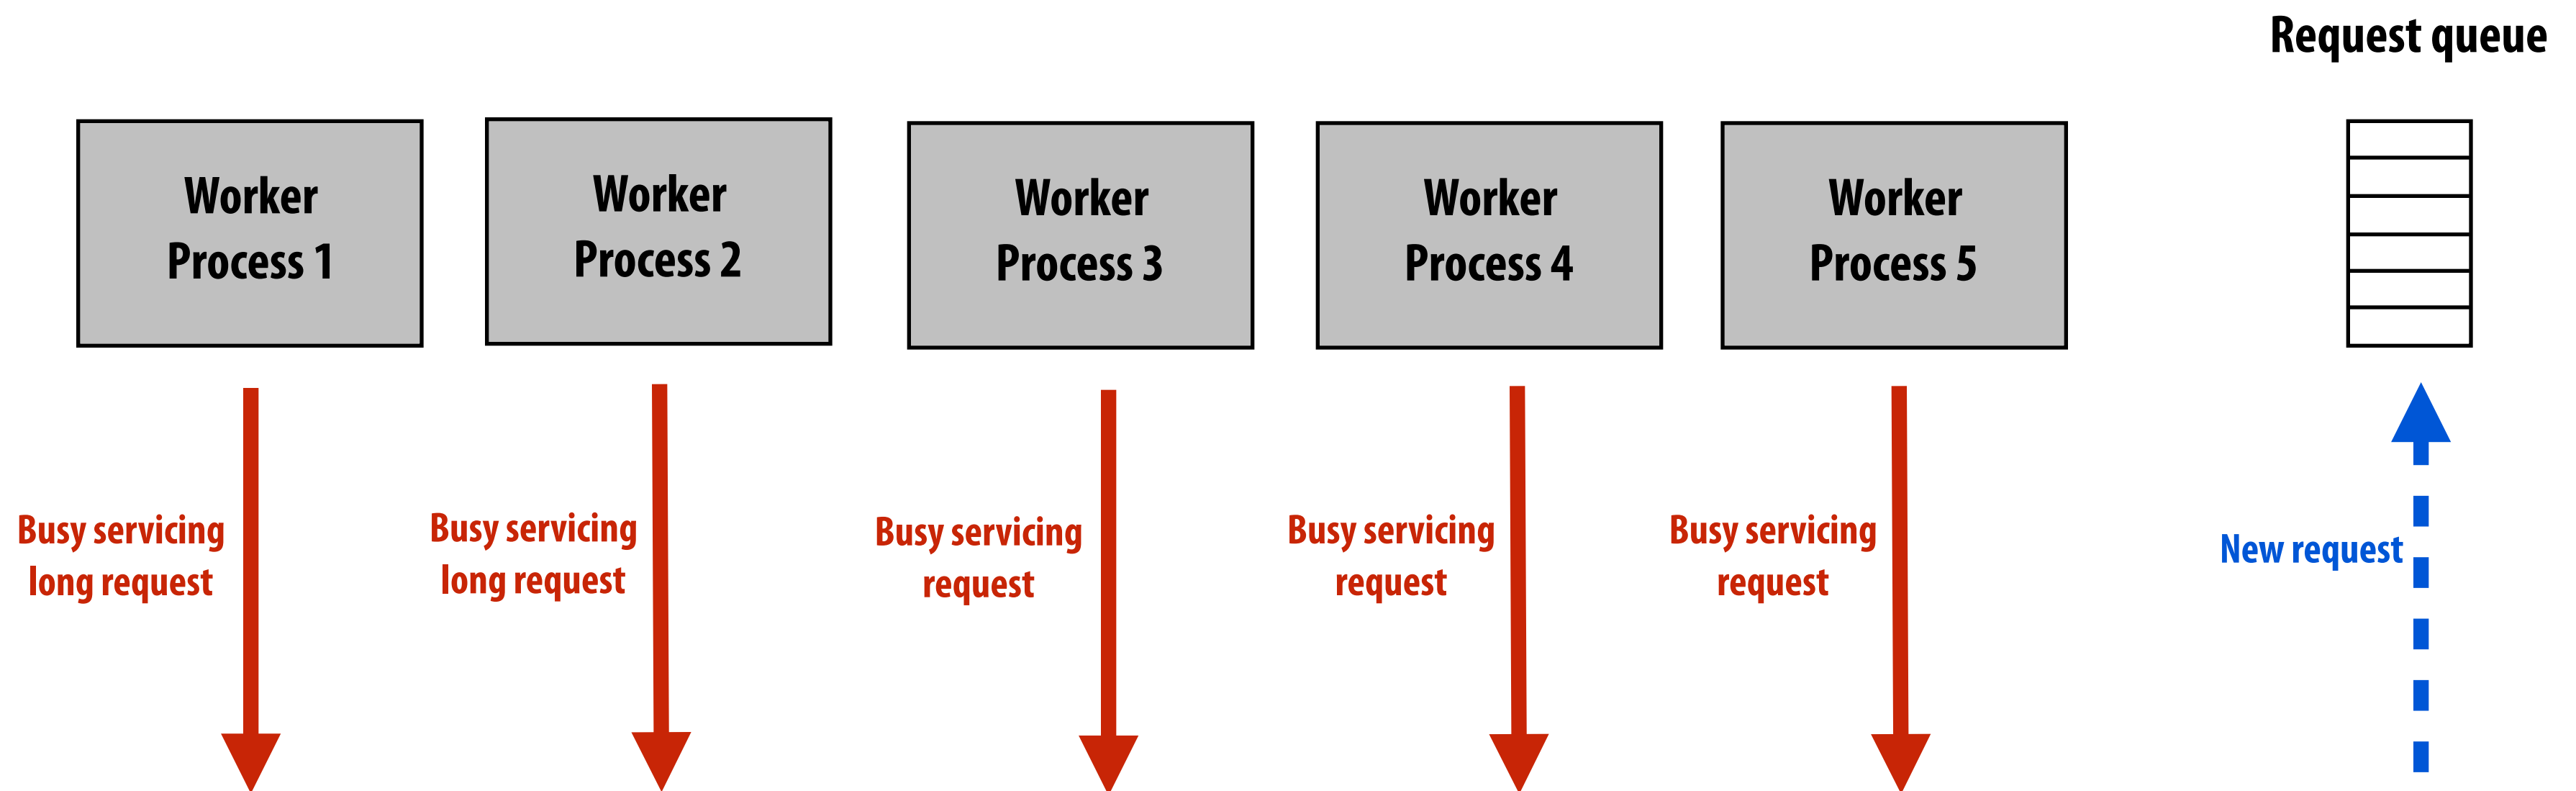 Request queue
Worker
Process 1
Worker
Process 2
Worker
Process 3
Worker
Process 4
Worker
Process 5
Busy servicing
long request
Busy servicing
long request
Busy servicing
request
Busy servicing
request
Busy servicing
request
New request